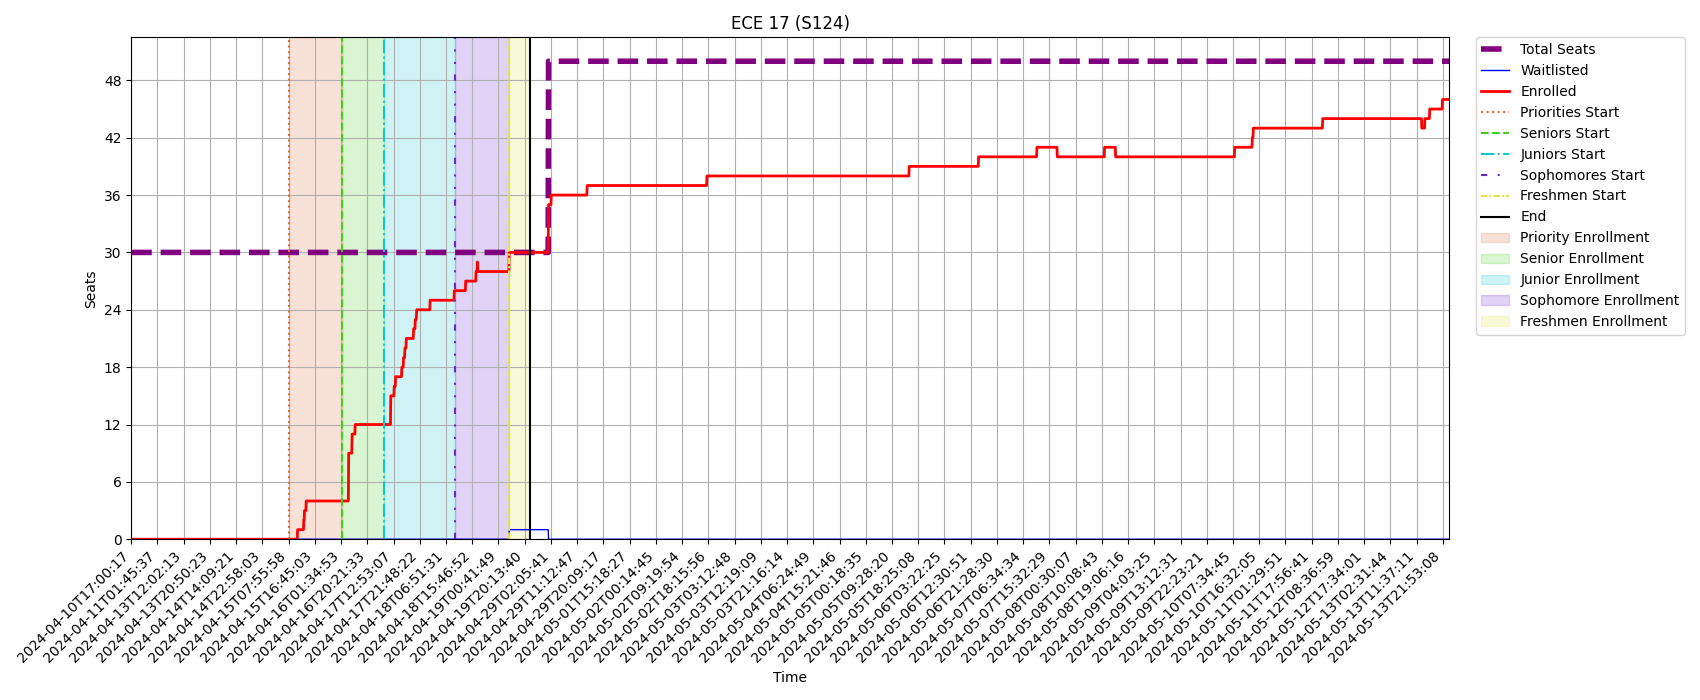 ECE 17 (S124)
Seats
48
42
36
30
24
18
12
6
0
2024-04-10T17:00:17
2024-04-11T01:45:37
2024-04-13T12:02:13
2024-04-13T20:50:23
2024-04-14T14:09:21
2024-04-14T22:58:03
2024-04-15T07:55:58
2024-04-15T16:45:03
2024-04-16T01:34:53
2024-04-16T20:21:33
2024-04-17T12:53:07
2024-04-17T21:48:22
2024-04-18T06:51:31
2024-04-18T15:46:52
2024-04-19T00:41:49
2024-04-19T20:13:40
2024-04-29T02:05:41
2024-04-29T11:12:47
2024-04-29T20:09:17
2024-05-01T15:18:27
2024-05-02T00:14:45
2024-05-02T09:19:54
2024-05-02T18:15:56
2024-05-03T03:12:48
2024-05-03T12:19:09
2024-05-03T21:16:14
2024-05-04T06:24:49
2024-05-04T15:21:46
2024-05-05T00:18:35
2024-05-05T09:28:20
2024-05-05T18:25:08
2024-05-06T03:22:25
2024-05-06T12:30:51
2024-05-06T21:28:30
2024-05-07T06:34:34
2024-05-07T15:32:29
2024-05-08T00:30:07
2024-05-08T10:08:43
2024-05-08T19:06:16
2024-05-09T04:03:25
2024-05-09T13:12:31
2024-05-09T22:23:21
2024-05-10T07:34:45
2024-05-10T16:32:05
2024-05-11T01:29:51
2024-05-11T17:56:41
2024-05-12T08:36:59
2024-05-12T17:34:01
2024-05-13T02:31:44
2024-05-13T11:37:11
2024-05-13T21:53:08
Time
Total Seats
Waitlisted
Enrolled
Priorities Start
Seniors Start
Juniors Start
Sophomores Start
Freshmen Start
End
Priority Enrollment
Senior Enrollment
Junior Enrollment
Sophomore Enrollment
Freshmen Enrollment